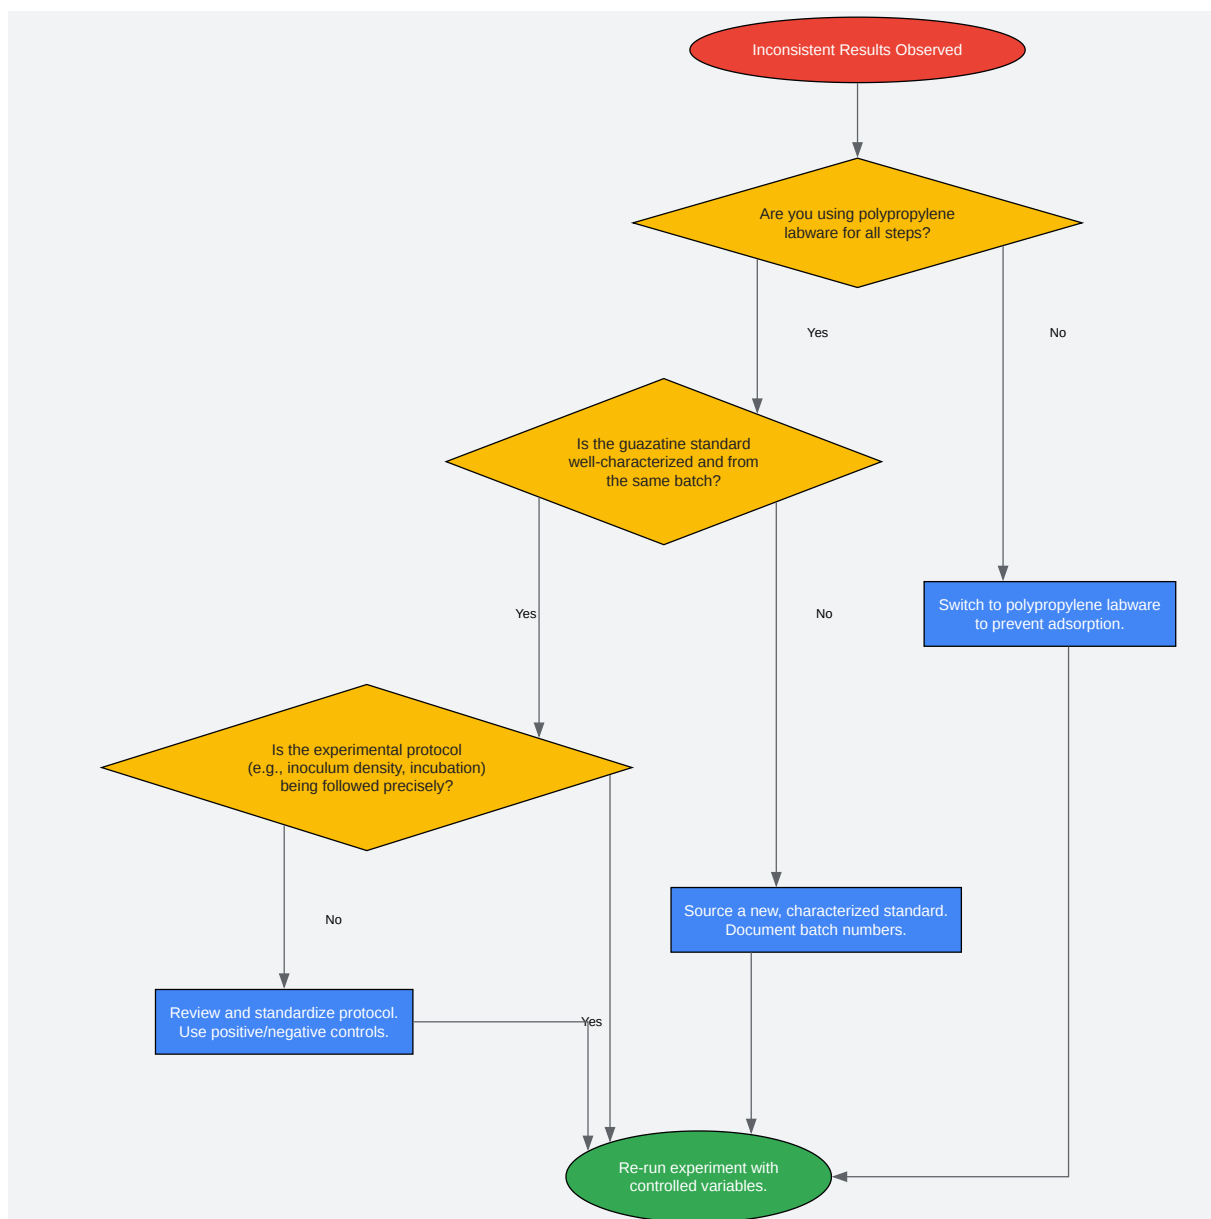 Inconsistent Results Observed
Are you using polypropylene
labware for all steps?
Yes
No
Is the guazatine standard
well-characterized and from
the same batch?
Yes
No
Switch to polypropylene labware
to prevent adsorption.
Is the experimental protocol
(e.g., inoculum density, incubation)
being followed precisely?
No
Source a new, characterized standard.
Document batch numbers.
Review and standardize protocol.
Use positive/negative controls.
Yes
Re-run experiment with
controlled variables.